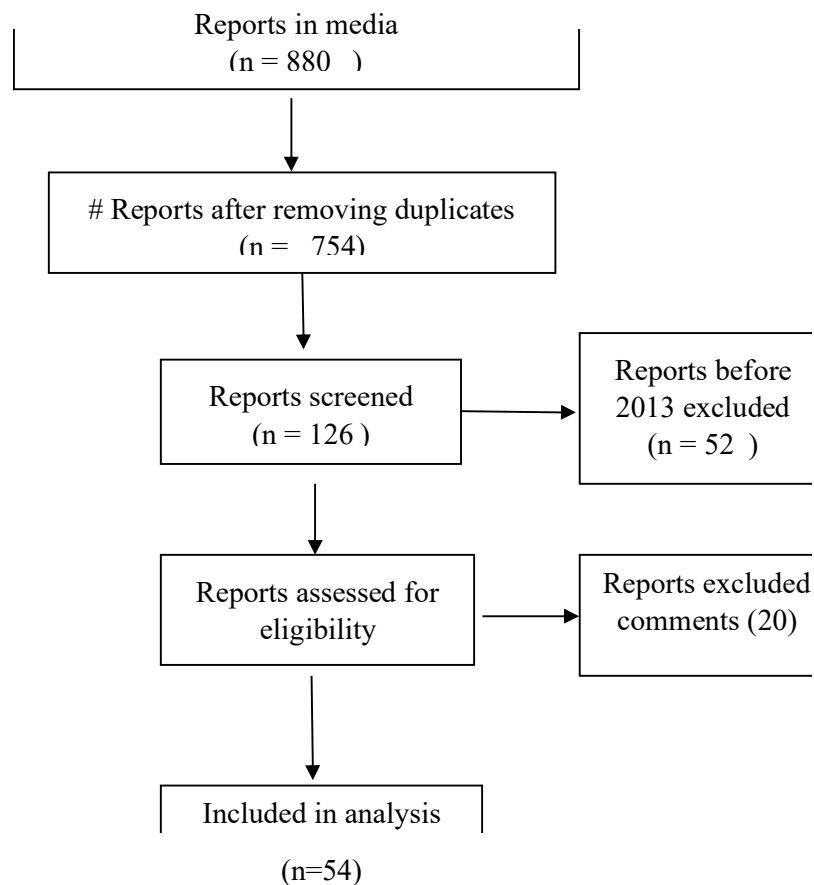 Reports in media
(n = 880 )
# Reports after removing duplicates
(n = 754)
Reports screened
(n = 126 )
Reports before
2013 excluded
(n = 52 )
Reports assessed for
eligibility
Reports excluded
comments (20)
Included in analysis
(n=54)